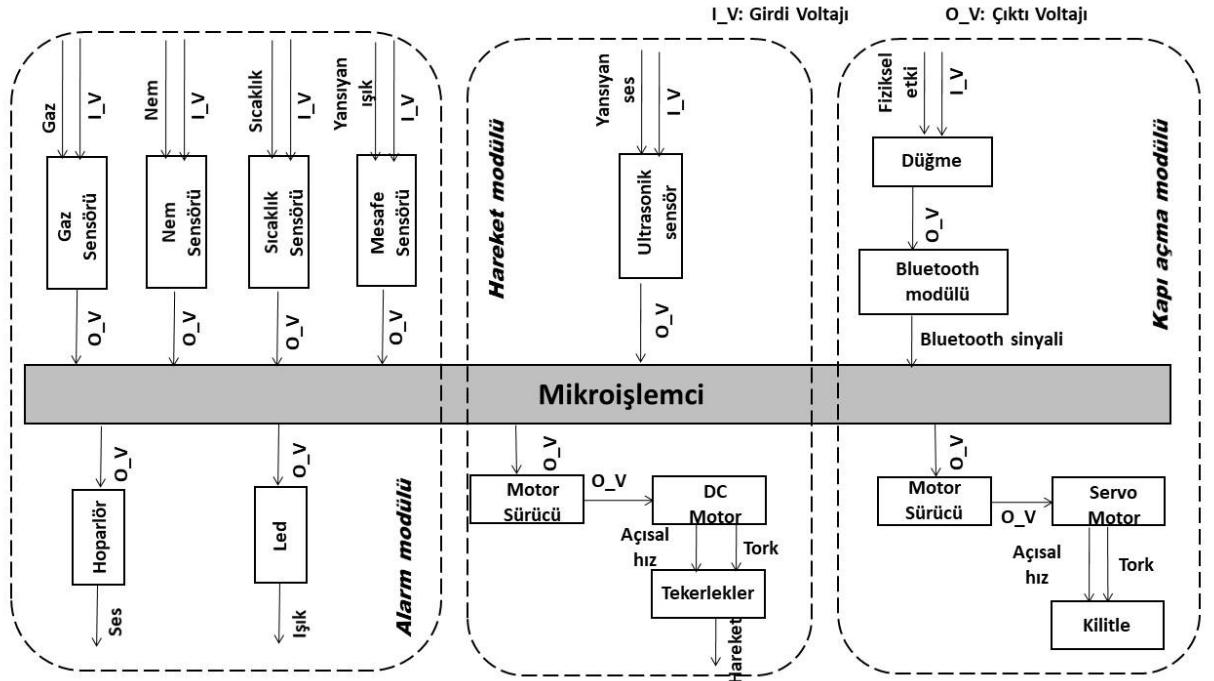 I_V: Girdi Voltajı
O_V: Çıktı Voltajı
Gaz
I_V
Nem
I_V
Sıcaklık
I_V
Yansıyan
ışık
I_V
Gaz
Sensörü
Nem
Sensörü
Sıcaklık
Sensörü
Mesafe
Sensörü
O_V
O_V
O_V
O_V
Hoparlör
O_V
Ses
Led
O_V
Işık
Alarm modülü
Hareket modülü
Yansıyan
ses
I_V
Ultrasonik
sensör
O_V
Mikroişlemci
O_V
Motor
Sürücü
O_V
DC
Motor
Açısal
hız
Tork
Tekerlekler
Hareket
Kapı açma modülü
Fiziksel
etki
I_V
Düğme
O_V
Bluetooth
modülü
Bluetooth sinyali
O_V
Motor
Sürücü
O_V
Servo
Motor
Açısal
hız
Tork
Kilitle